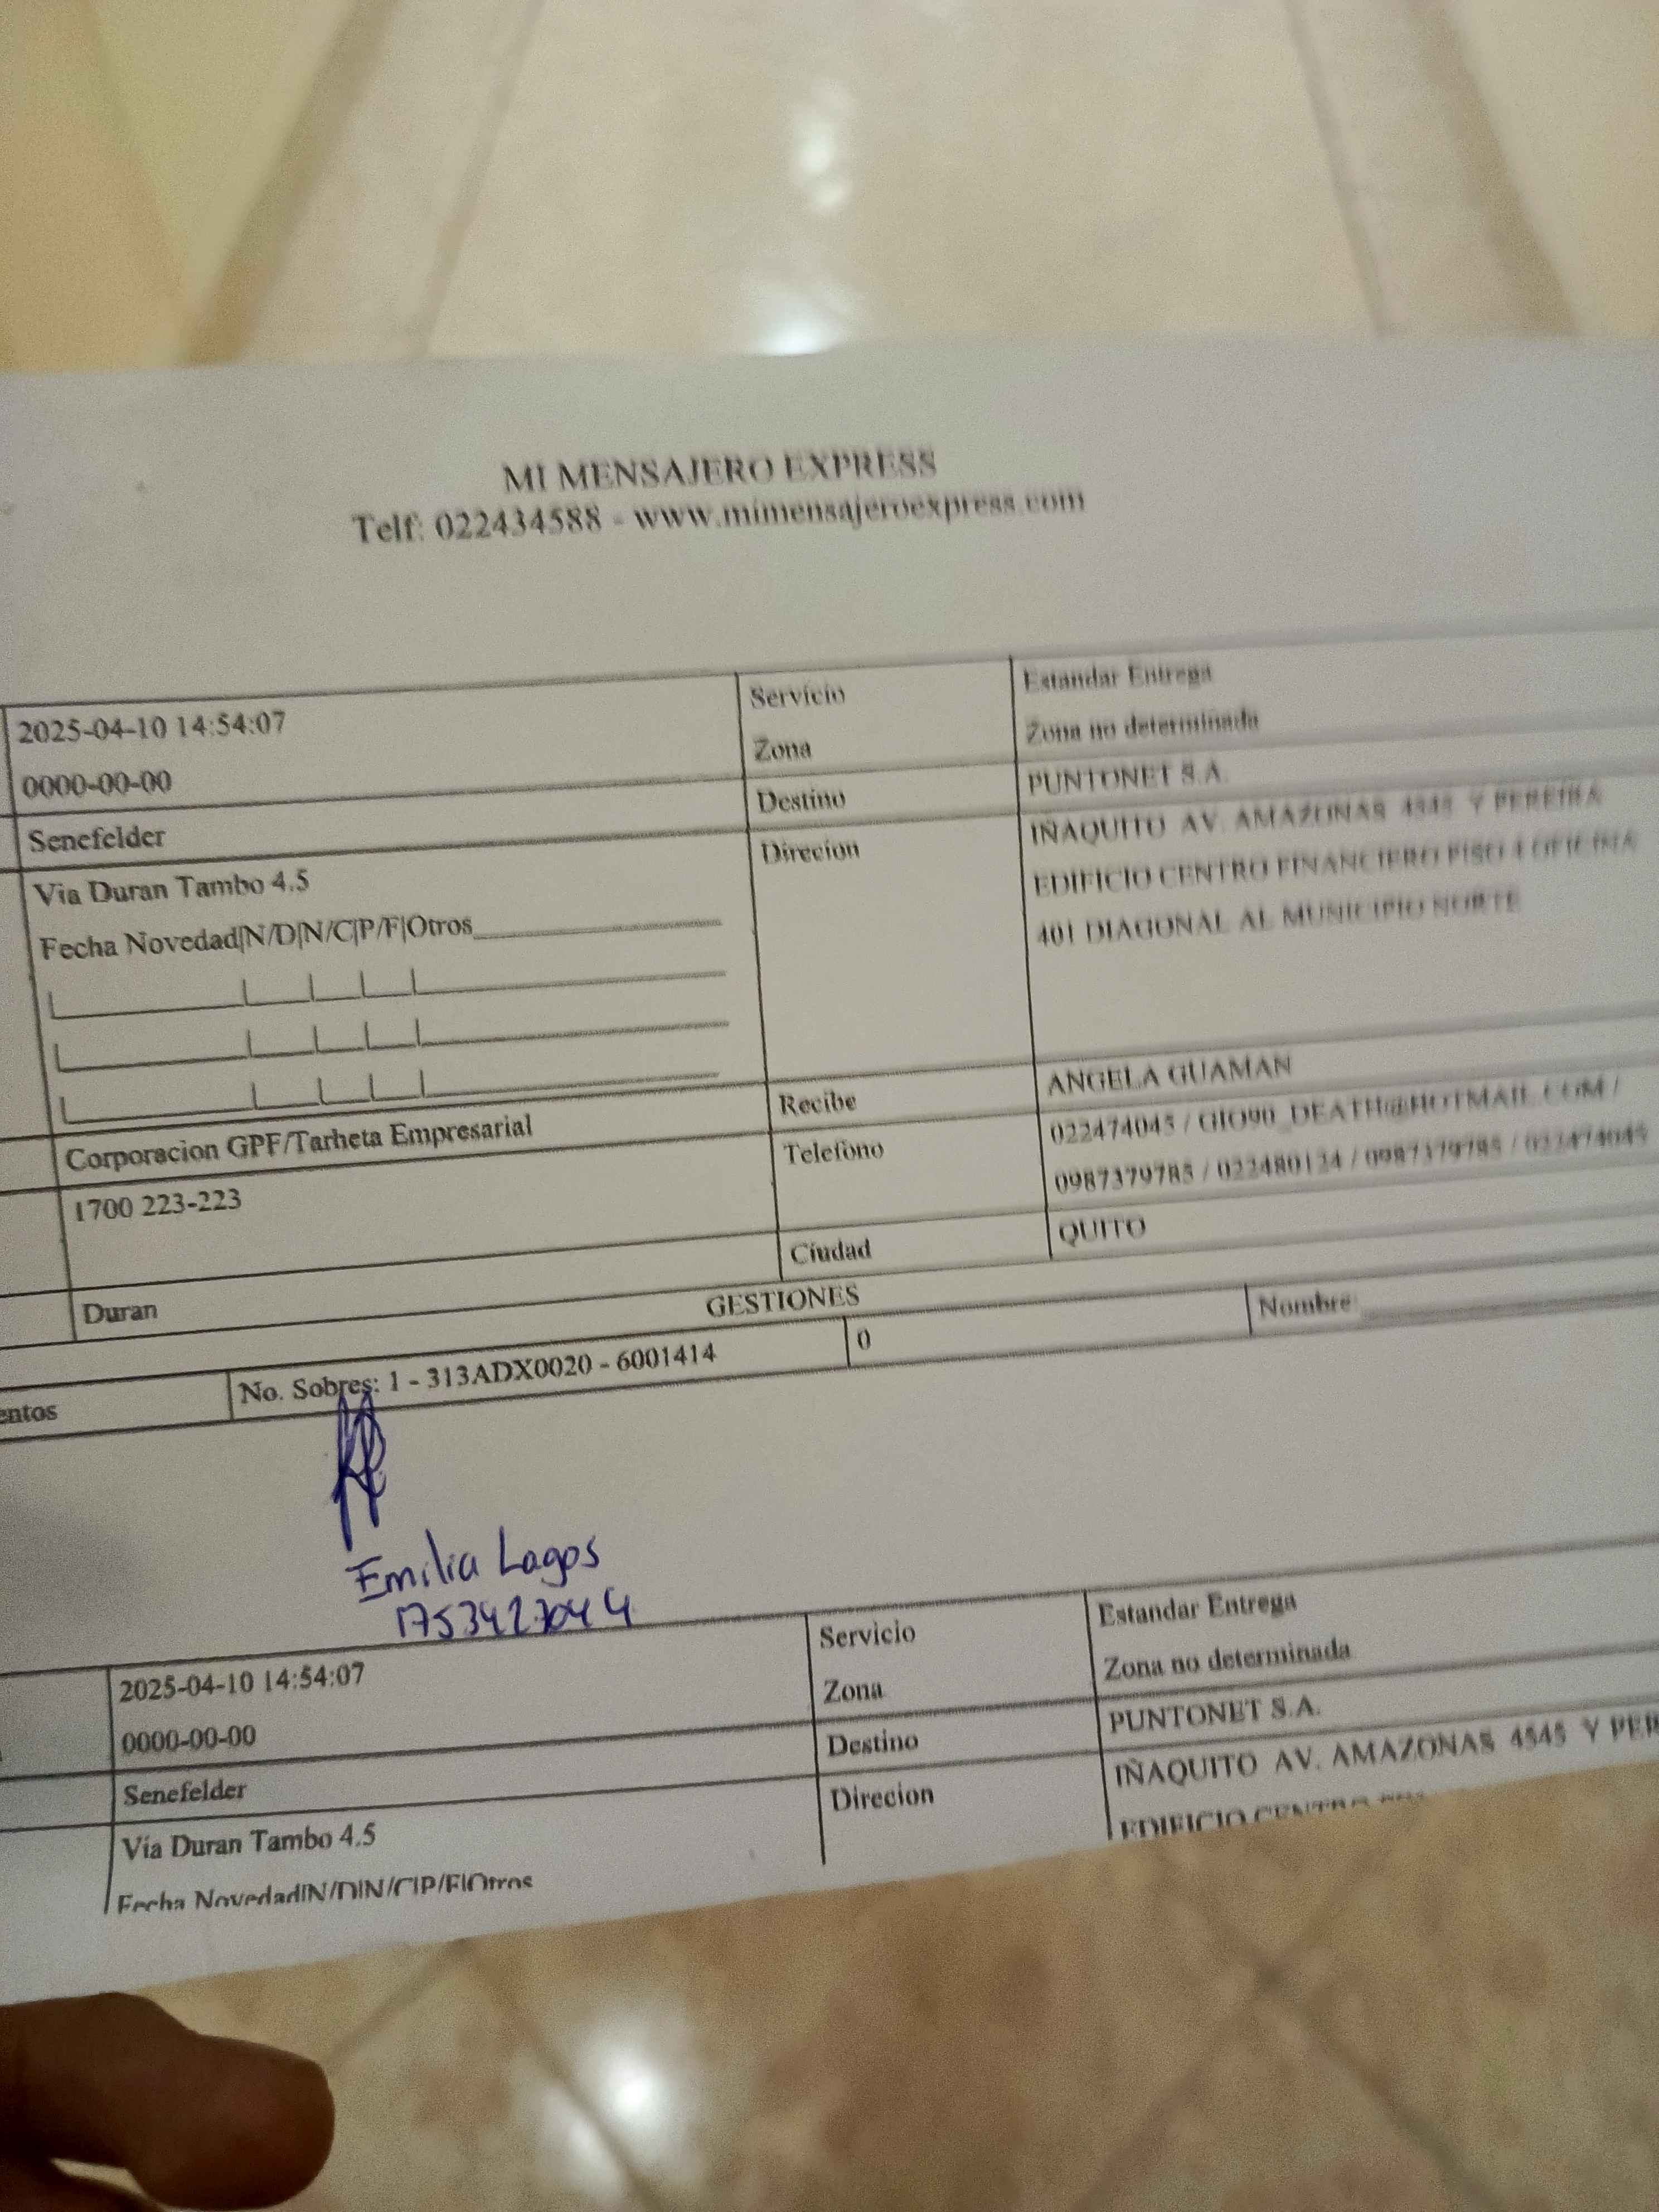 MI MENSAJERO EXPRESS
Telf: 022434588 - www.mimensajeroexpress.com
2025-04-10 14:54:07
Servicio
Estandar Entrega
0000-00-00
Zona
Zona no determinada
Senefelder
Destino
PUNTONET S.A.
Via Duran Tambo 4.5
Direcion
IÑAQUITO AV. AMAZONAS 4545 Y PEREIRA
EDIFICIO CENTRO FINANCIERO PISO 4 OFICINA
401 DIAGONAL AL MUNICIPIO NORTE
Fecha Novedad|N/D|N/C|P/F|Otros
Corporacion GPF/Tarheta Empresarial
Recibe
ANGELA GUAMAN
1700 223-223
Telefono
022474045 / GIO90_DEATH@HOTMAIL.COM /
0987379785 / 022480124 / 0987379785 / 022474045
Duran
Ciudad
QUITO
GESTIONES
entos
No. Sobres: 1 - 313ADX0020 - 6001414
0
Nombre:
Emilia Lagos
1753427044
2025-04-10 14:54:07
Servicio
Estandar Entrega
0000-00-00
Zona
Zona no determinada
Senefelder
Destino
PUNTONET S.A.
Via Duran Tambo 4.5
Direcion
IÑAQUITO AV. AMAZONAS 4545 Y PER
EDIFICIO CENTRO
Fecha Novedad|N/D|N/C|P/F|Otros